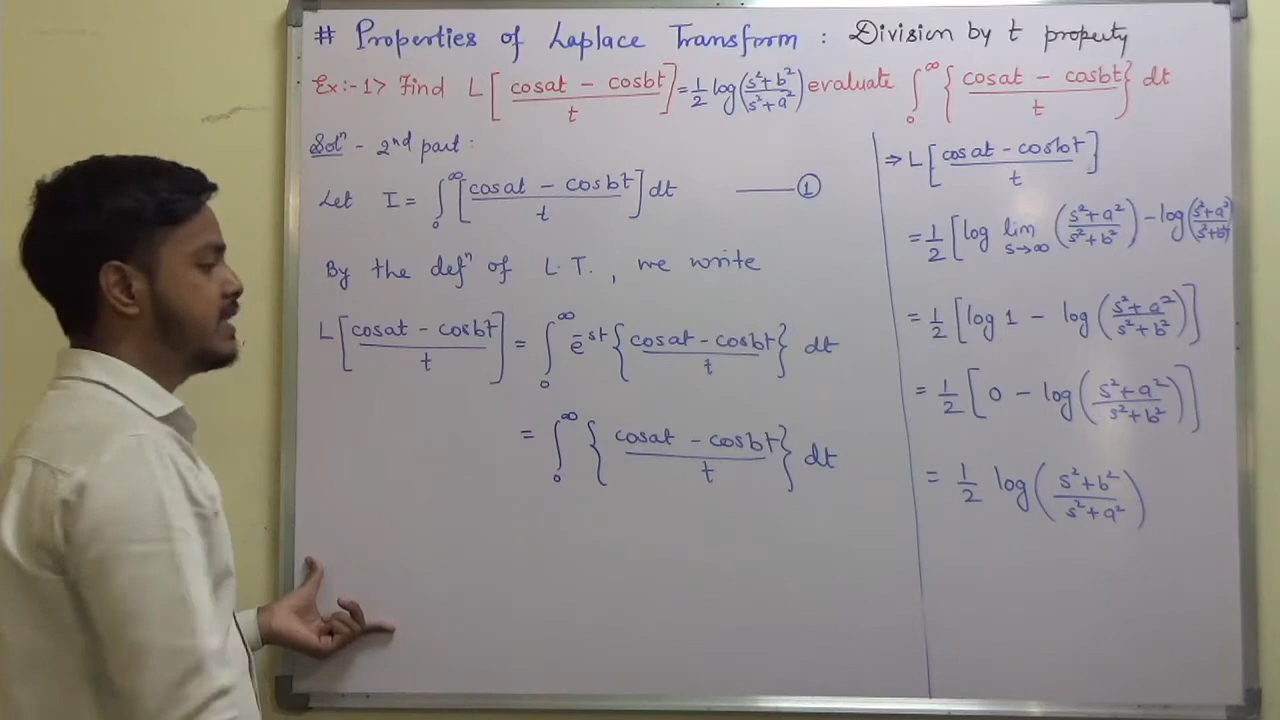 # Properties of Laplace Transform : Division by t property
Ex:-1> Find L[(cosat - cosbt)/t] = 1/2 log((s²+b²)/(s²+a²)) evaluate ∫₀^∞ {(cosat - cosbt)/t} dt
Solⁿ - 2nd part :
Let I = ∫₀^∞ [(cosat - cosbt)/t] dt —— ①
By the defⁿ of L.T., we write
L[(cosat - cosbt)/t] = ∫₀^∞ e^-st {(cosat - cosbt)/t} dt
= ∫₀^∞ {(cosat - cosbt)/t} dt
⇒ L[(cosat - cosbt)/t]
= 1/2 [log lim s→∞ ((s²+a²)/(s²+b²)) - log((s²+a²)/(s²+b²))
= 1/2 [log 1 - log((s²+a²)/(s²+b²))]
= 1/2 [0 - log((s²+a²)/(s²+b²))]
= 1/2 log((s²+b²)/(s²+a²))